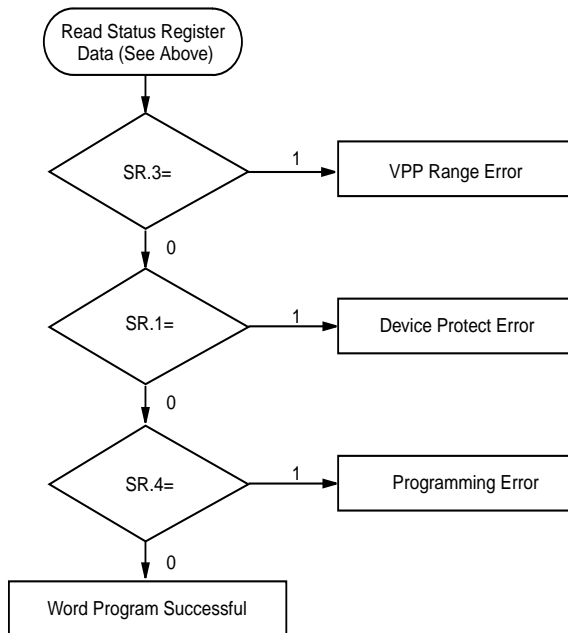 Read Status Register
Data (See Above)
SR.3=
1
VPP Range Error
0
SR.1=
1
Device Protect Error
0
SR.4=
1
Programming Error
0
Word Program Successful